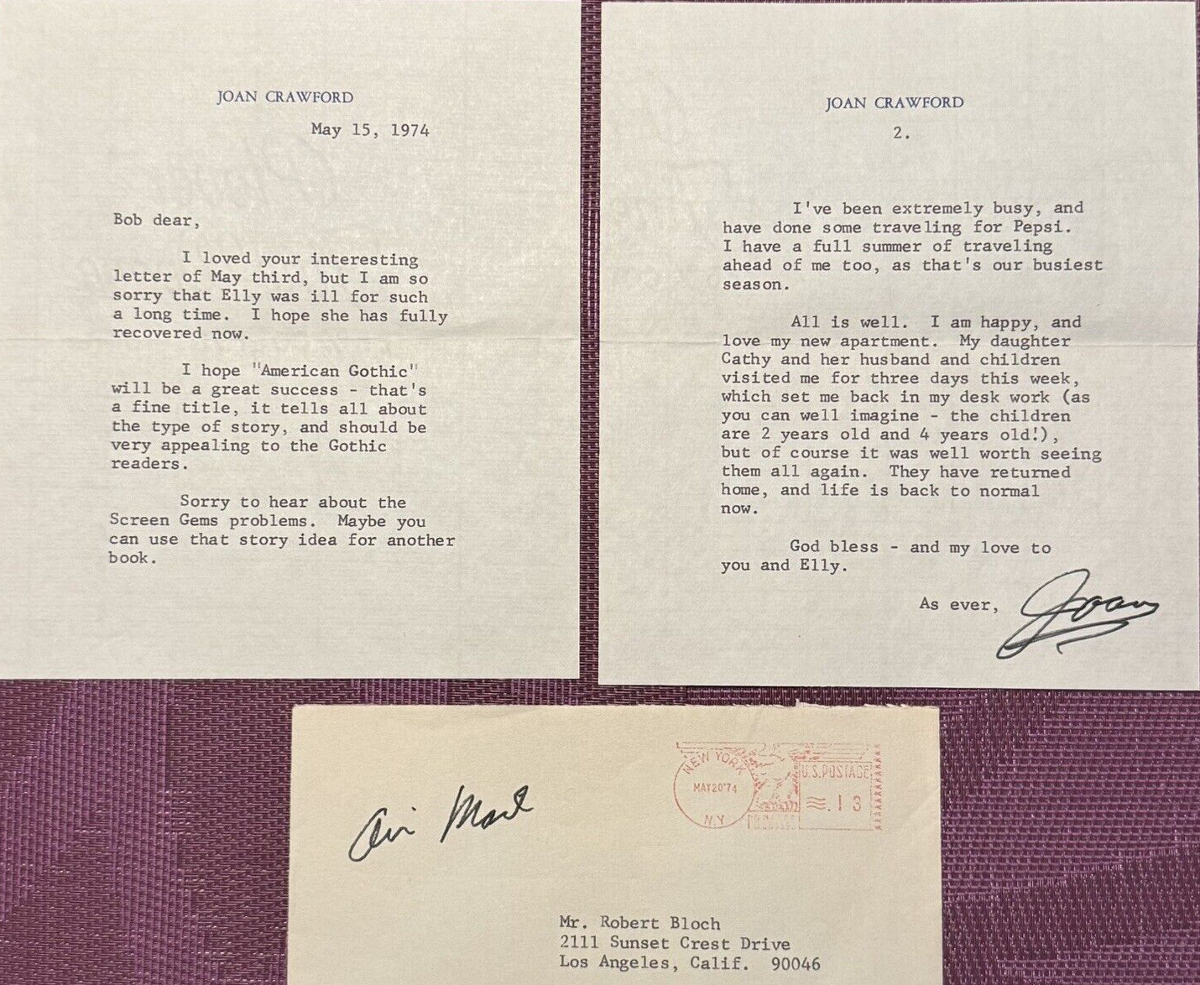 JOAN CRAWFORD
May 15, 1974
Bob dear,
I loved your interesting
letter of May third, but I am so
sorry that Elly was ill for such
a long time. I hope she has fully
recovered now.
I hope "American Gothic"
will be a great success - that's
a fine title, it tells all about
the type of story, and should be
very appealing to the Gothic
readers.
Sorry to hear about the
Screen Gems problems. Maybe you
can use that story idea for another
book.
JOAN CRAWFORD
2.
I've been extremely busy, and
have done some traveling for Pepsi.
I have a full summer of traveling
ahead of me too, as that's our busiest
season.
All is well. I am happy, and
love my new apartment. My daughter
Cathy and her husband and children
visited me for three days this week,
which set me back in my desk work (as
you can well imagine - the children
are 2 years old and 4 years old!),
but of course it was well worth seeing
them all again. They have returned
home, and life is back to normal
now.
God bless - and my love to
you and Elly.
As ever, Joan
Air Mail
NEW YORK
MAY20'74
N.Y.
U.S.POSTAGE
.13
Mr. Robert Bloch
2111 Sunset Crest Drive
Los Angeles, Calif. 90046